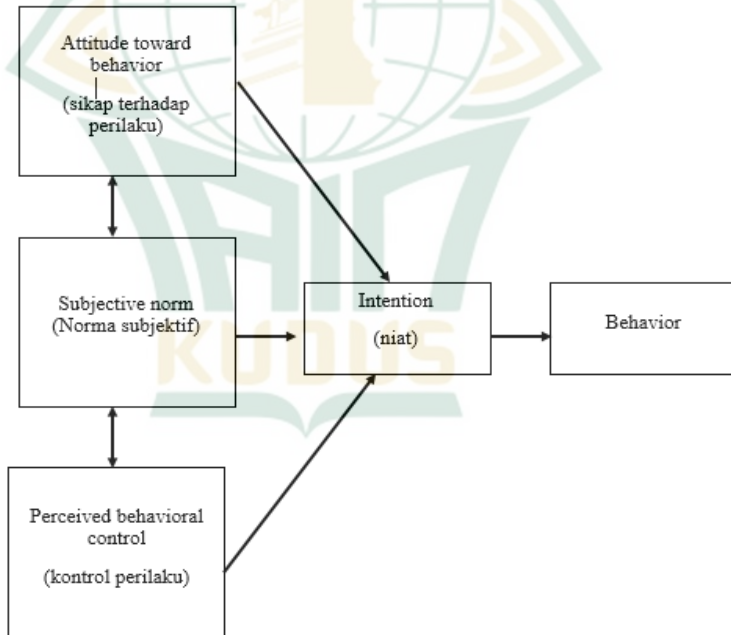 Attitude toward
behavior
(sikap terhadap
perilaku)
Subjective norm
(Norma subjektif)
Intention
(niat)
Behavior
Perceived behavioral
control
(kontrol perilaku)
IAIN
KUDUS